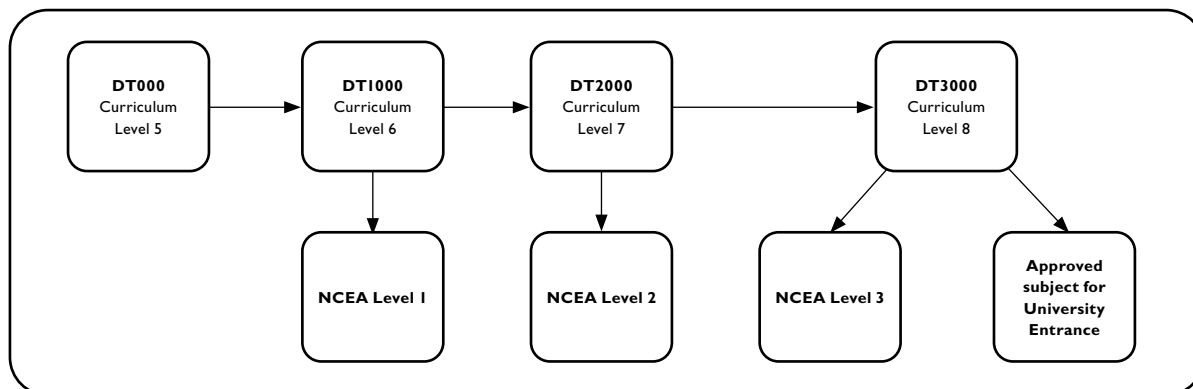 DT000
Curriculum
Level 5
DT1000
Curriculum
Level 6
DT2000
Curriculum
Level 7
DT3000
Curriculum
Level 8
NCEA Level 1
NCEA Level 2
NCEA Level 3
Approved
subject for
University
Entrance